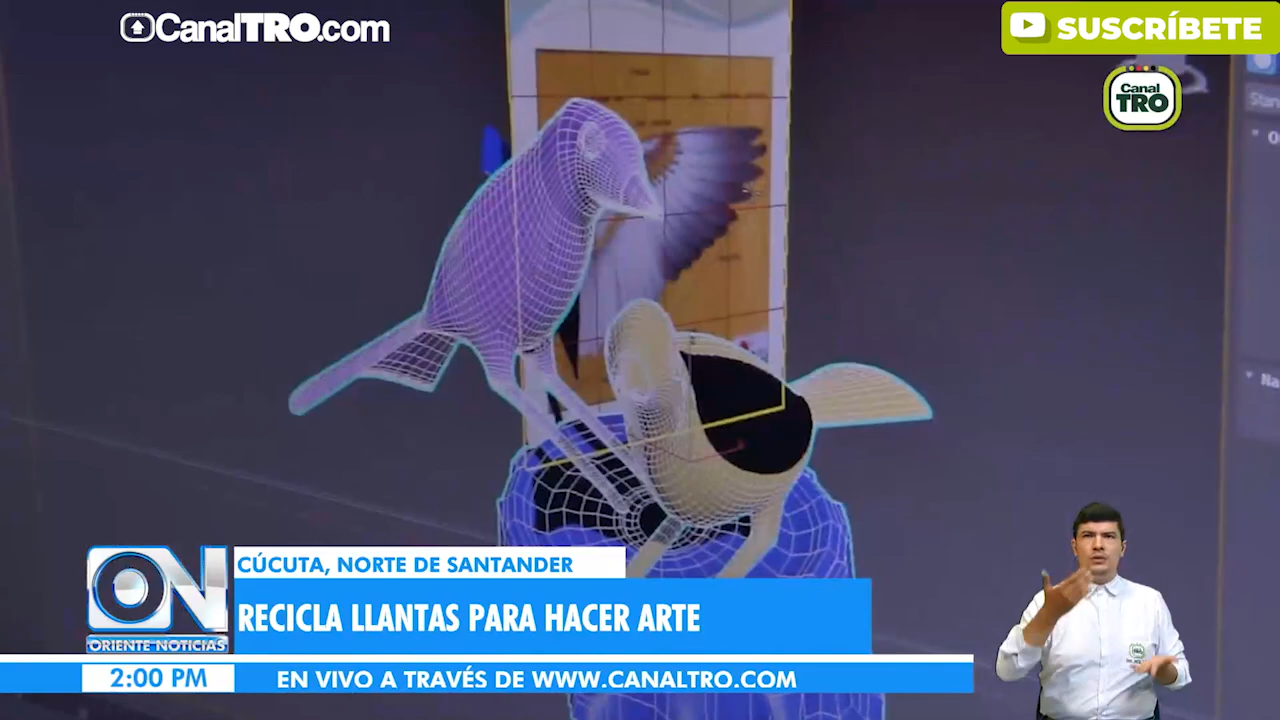 CanalTRO.com
SUSCRÍBETE
Canal
TRO
CÚCUTA, NORTE DE SANTANDER
ON
RECICLA LLANTAS PARA HACER ARTE
ORIENTE NOTICIAS
2:00 PM
EN VIVO A TRAVÉS DE WWW.CANALTRO.COM